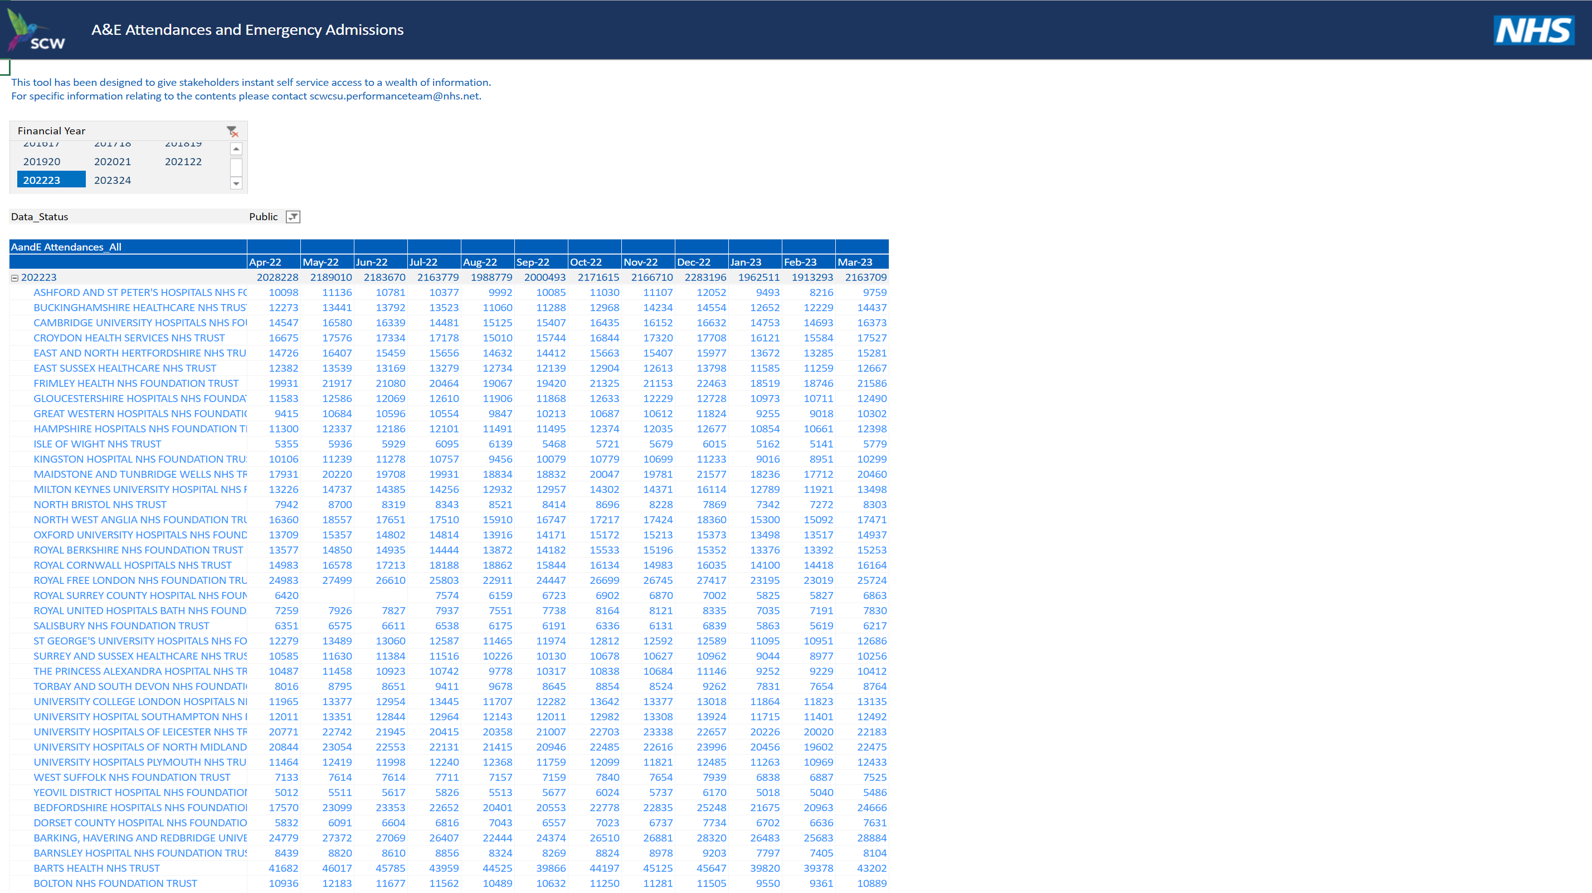 SCW
A&E Attendances and Emergency Admissions
NHS
This tool has been designed to give stakeholders instant self service access to a wealth of information.
For specific information relating to the contents please contact scwcsu.performanceteam@nhs.net.
Financial Year
201617 201718 201819
201920 202021 202122
202223 202324
Data_Status Public
AandE Attendances_All
Apr-22 May-22 Jun-22 Jul-22 Aug-22 Sep-22 Oct-22 Nov-22 Dec-22 Jan-23 Feb-23 Mar-23
202223 2028228 2189010 2183670 2163779 1988779 2000493 2171615 2166710 2283196 1962511 1913293 2163709
ASHFORD AND ST PETER'S HOSPITALS NHS FC 10098 11136 10781 10377 9992 10085 11030 11107 12052 9493 8216 9759
BUCKINGHAMSHIRE HEALTHCARE NHS TRUS 12273 13441 13792 13523 11060 11288 12968 14234 14554 12652 12229 14437
CAMBRIDGE UNIVERSITY HOSPITALS NHS FOU 14547 16580 16339 14481 15125 15407 16435 16152 16632 14753 14693 16373
CROYDON HEALTH SERVICES NHS TRUST 16675 17576 17334 17178 15010 15744 16844 17320 17708 16121 15584 17527
EAST AND NORTH HERTFORDSHIRE NHS TRU 14726 16407 15459 15656 14632 14412 15663 15407 15977 13672 13285 15281
EAST SUSSEX HEALTHCARE NHS TRUST 12382 13539 13169 13279 12734 12139 12904 12613 13798 11585 11259 12667
FRIMLEY HEALTH NHS FOUNDATION TRUST 19931 21917 21080 20464 19067 19420 21325 21153 22463 18519 18746 21586
GLOUCESTERSHIRE HOSPITALS NHS FOUNDA 11583 12586 12069 12610 11906 11868 12633 12229 12728 10973 10711 12490
GREAT WESTERN HOSPITALS NHS FOUNDATIO 9415 10684 10596 10554 9847 10213 10687 10612 11824 9255 9018 10302
HAMPSHIRE HOSPITALS NHS FOUNDATION T 11300 12337 12186 12101 11491 11495 12374 12035 12677 10854 10661 12398
ISLE OF WIGHT NHS TRUST 5355 5936 5929 6095 6139 5468 5721 5679 6015 5162 5141 5779
KINGSTON HOSPITAL NHS FOUNDATION TRU 10106 11239 11278 10757 9456 10079 10779 10699 11233 9016 8951 10299
MAIDSTONE AND TUNBRIDGE WELLS NHS TR 17931 20220 19708 19931 18834 18832 20047 19781 21577 18236 17712 20460
MILTON KEYNES UNIVERSITY HOSPITAL NHS F 13226 14737 14385 14256 12932 12957 14302 14371 16114 12789 11921 13498
NORTH BRISTOL NHS TRUST 7942 8700 8319 8343 8521 8414 8696 8228 7869 7342 7272 8303
NORTH WEST ANGLIA NHS FOUNDATION TRU 16360 18557 17651 17510 15910 16747 17217 17424 18360 15300 15092 17471
OXFORD UNIVERSITY HOSPITALS NHS FOUND 13709 15357 14802 14814 13916 14171 15172 15213 15373 13498 13517 14937
ROYAL BERKSHIRE NHS FOUNDATION TRUST 13577 14850 14935 14444 13872 14182 15533 15196 15352 13376 13392 15253
ROYAL CORNWALL HOSPITALS NHS TRUST 14983 16578 17213 18188 18862 15844 16134 14983 16035 14100 14418 16164
ROYAL FREE LONDON NHS FOUNDATION TRU 24983 27499 26610 25803 22911 24447 26699 26745 27417 23195 23019 25724
ROYAL SURREY COUNTY HOSPITAL NHS FOUN 6420 7574 6159 6723 6902 6870 7002 5825 5827 6863
ROYAL UNITED HOSPITALS BATH NHS FOUND 7259 7926 7827 7937 7551 7738 8164 8121 8335 7035 7191 7830
SALISBURY NHS FOUNDATION TRUST 6351 6575 6611 6538 6175 6191 6336 6131 6839 5863 5619 6217
ST GEORGE'S UNIVERSITY HOSPITALS NHS FO 12279 13489 13060 12587 11465 11974 12812 12592 12589 11095 10951 12686
SURREY AND SUSSEX HEALTHCARE NHS TRUS 10585 11630 11384 11516 10226 10130 10678 10627 10962 9044 8977 10256
THE PRINCESS ALEXANDRA HOSPITAL NHS TR 10487 11458 10923 10742 9778 10317 10838 10684 11146 9252 9229 10412
TORBAY AND SOUTH DEVON NHS FOUNDATI 8016 8795 8651 9411 9678 8645 8854 8524 9262 7831 7654 8764
UNIVERSITY COLLEGE LONDON HOSPITALS N 11965 13377 12954 13445 11707 12282 13642 13377 13018 11864 11823 13135
UNIVERSITY HOSPITAL SOUTHAMPTON NHS 12011 13351 12844 12964 12143 12011 12982 13308 13924 11715 11401 12492
UNIVERSITY HOSPITALS OF LEICESTER NHS TR 20771 22742 21945 20415 20358 21007 22703 23338 22657 20226 20020 22183
UNIVERSITY HOSPITALS OF NORTH MIDLAND 20844 23054 22553 22131 21415 20946 22485 22616 23996 20456 19602 22475
UNIVERSITY HOSPITALS PLYMOUTH NHS TRU 11464 12419 11998 12240 12368 11759 12099 11821 12485 11263 10969 12433
WEST SUFFOLK NHS FOUNDATION TRUST 7133 7614 7614 7711 7157 7159 7840 7654 7939 6838 6887 7525
YEOVIL DISTRICT HOSPITAL NHS FOUNDATION 5012 5511 5617 5826 5513 5677 6024 5737 6170 5018 5040 5486
BEDFORDSHIRE HOSPITALS NHS FOUNDATIO 17570 23099 23353 22652 20401 20553 22778 22835 25248 21675 20963 24666
DORSET COUNTY HOSPITAL NHS FOUNDATIO 5832 6091 6604 6816 7043 6557 7023 6737 7734 6702 6636 7631
BARKING, HAVERING AND REDBRIDGE UNIVE 24779 27372 27069 26407 22444 24374 26510 26881 28320 26483 25683 28884
BARNSLEY HOSPITAL NHS FOUNDATION TRUS 8439 8820 8610 8856 8324 8269 8824 8978 9203 7797 7405 8104
BARTS HEALTH NHS TRUST 41682 46017 45785 43959 44525 39866 44197 45125 45647 39820 39378 43202
BOLTON NHS FOUNDATION TRUST 10936 12183 11677 11562 10489 10632 11250 11281 11505 9550 9361 10889